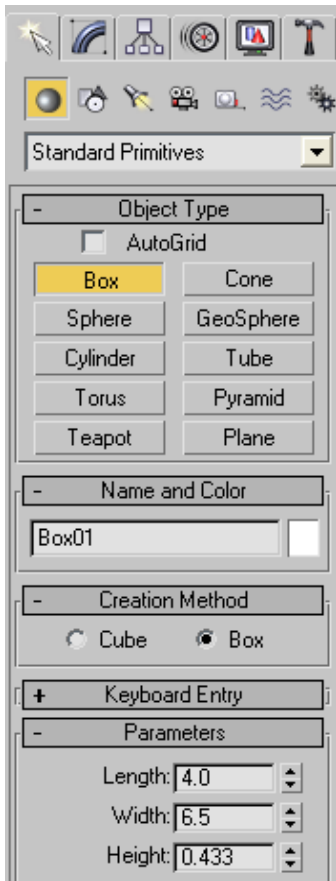 Standard Primitives
- Object Type
AutoGrid
Box Cone
Sphere GeoSphere
Cylinder Tube
Torus Pyramid
Teapot Plane
- Name and Color
Box01
- Creation Method
Cube Box
+ Keyboard Entry
- Parameters
Length: 4.0
Width: 6.5
Height: 0.433